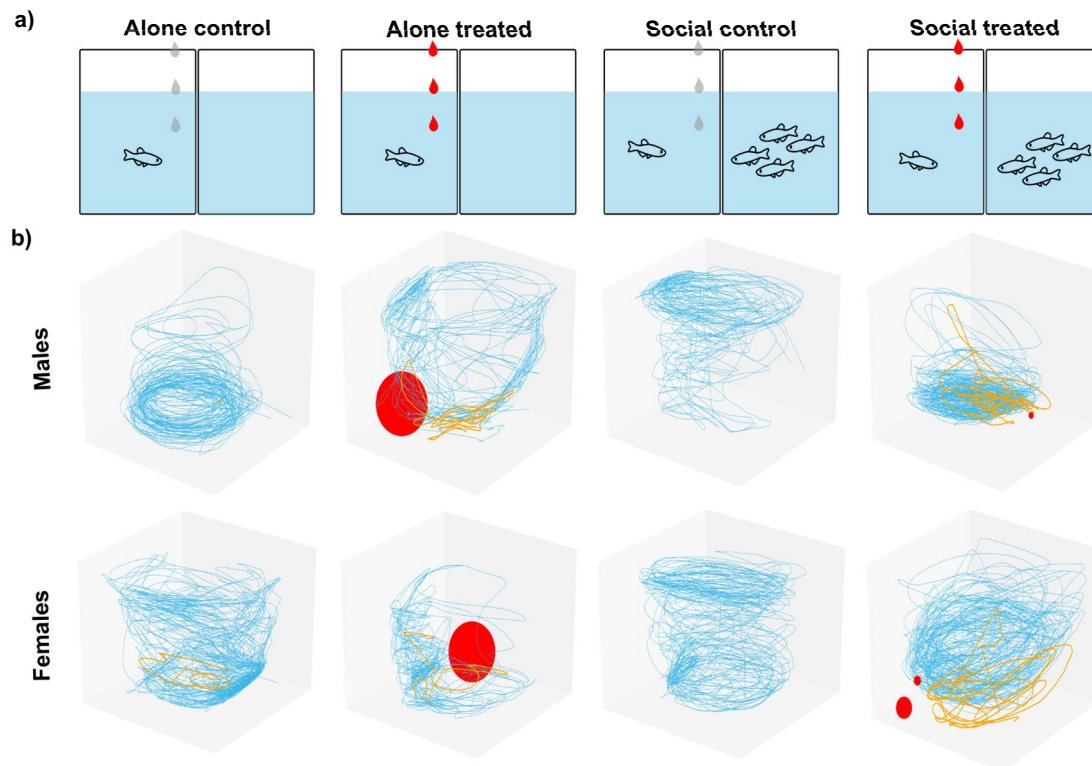 a)
Alone control Alone treated Social control Social treated
b)
Males
Females